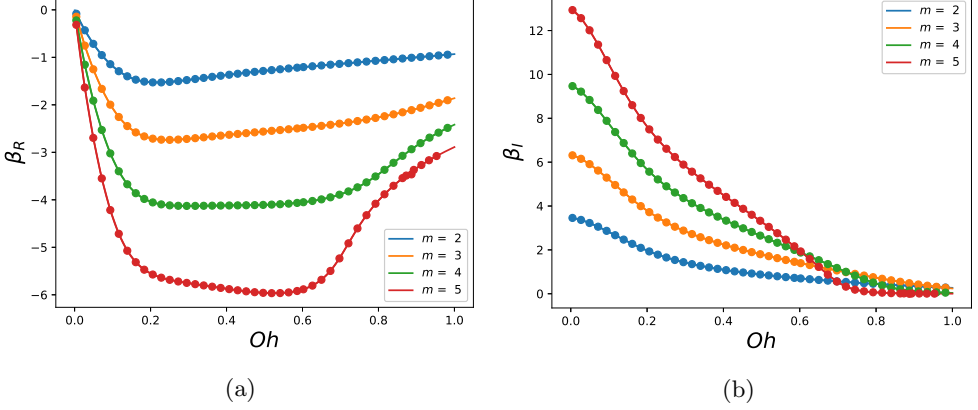 0
−1
−2
−3
−4
−5
−6
β_R
0.0 0.2 0.4 0.6 0.8 1.0
Oh
m = 2
m = 3
m = 4
m = 5
(a)
12
10
8
6
4
2
0
β_I
0.0 0.2 0.4 0.6 0.8 1.0
Oh
m = 2
m = 3
m = 4
m = 5
(b)